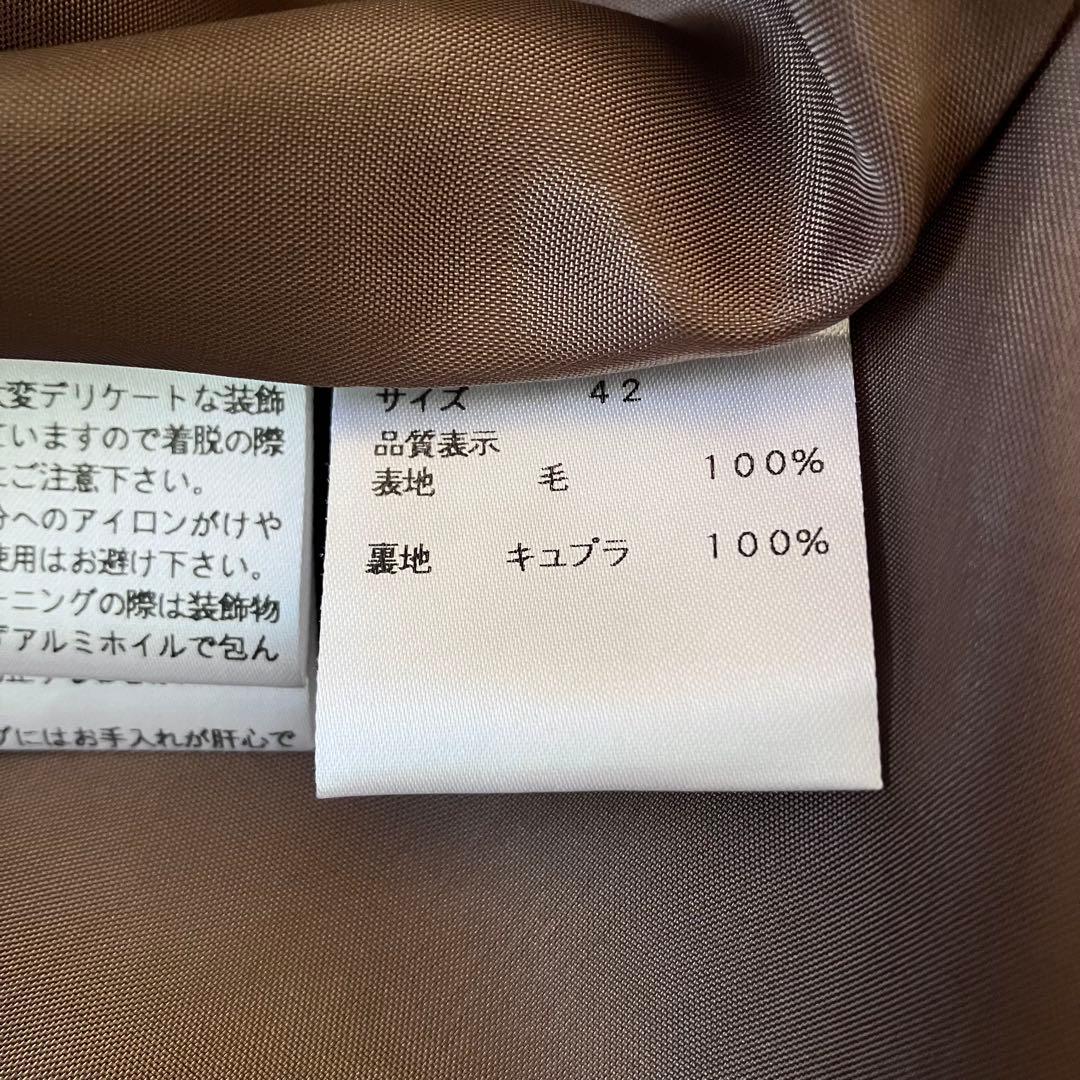 変デリケートな装飾
ていますので着脱の際
にご注意下さい。
分へのアイロンがけや
使用はお避け下さい。
ーニングの際は装飾物
アルミホイルで包ん
にはお手入れが肝心で
サイズ 42
品質表示
表地 毛 100%
裏地 キュプラ 100%